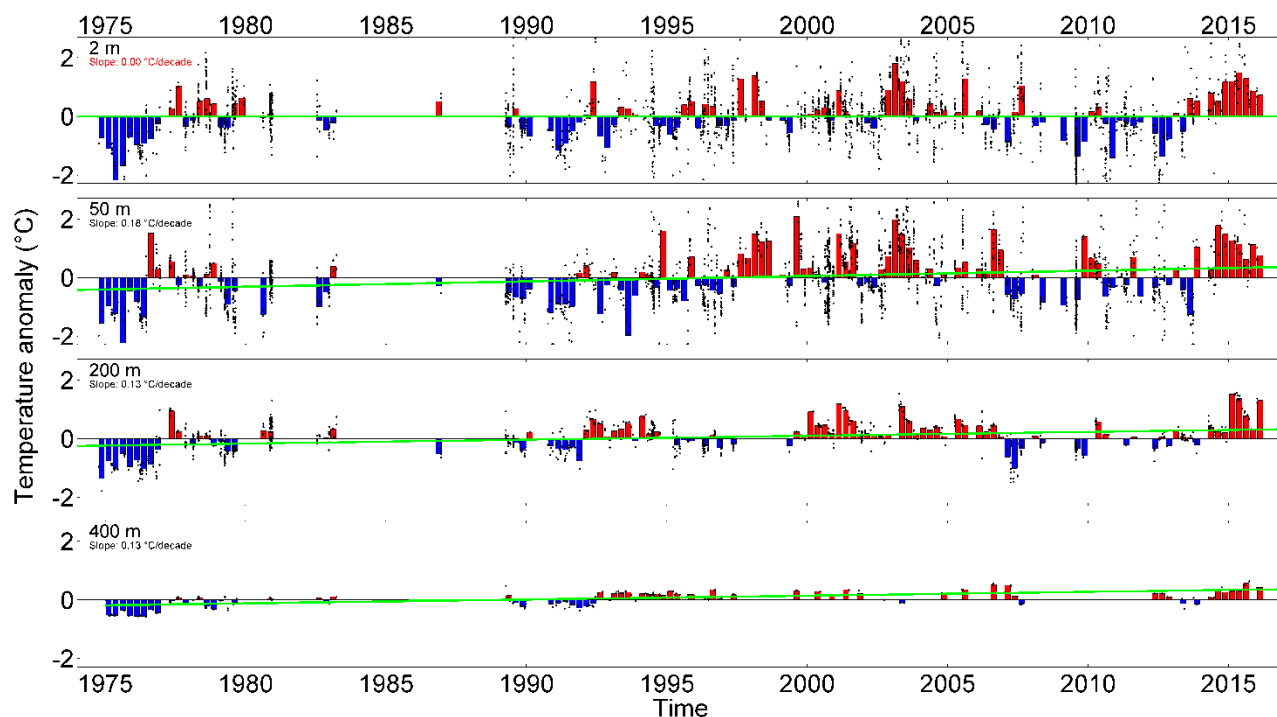 1975 1980 1985 1990 1995 2000 2005 2010 2015
Temperature anomaly (°C)
2 m
Slope: 0.00 °C/decade
2
0
-2
50 m
Slope: 0.18 °C/decade
2
0
-2
200 m
Slope: 0.13 °C/decade
2
0
-2
400 m
Slope: 0.13 °C/decade
2
0
-2
1975 1980 1985 1990 1995 2000 2005 2010 2015
Time